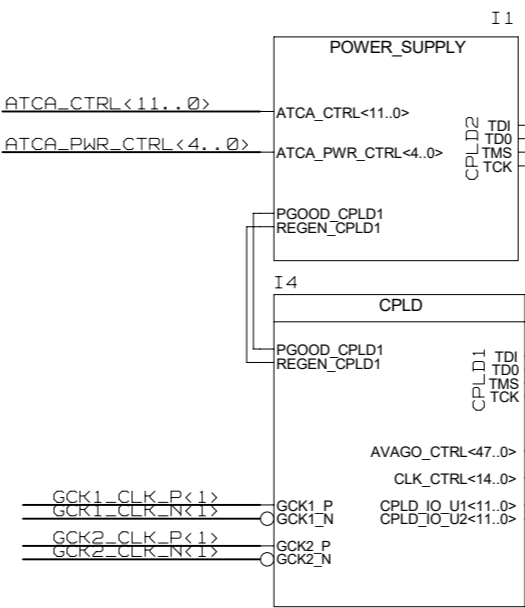 I1
POWER_SUPPLY
ATCA_CTRL<11..0>
ATCA_CTRL<11..0>
ATCA_PWR_CTRL<4..0>
ATCA_PWR_CTRL<4..0>
CPLD2
TDI
TD0
TMS
TCK
PGOOD_CPLD1
REGEN_CPLD1
I4
CPLD
PGOOD_CPLD1
REGEN_CPLD1
CPLD1
TDI
TD0
TMS
TCK
AVAGO_CTRL<47..0>
CLK_CTRL<14..0>
GCK1_CLK_P<1>
GCK1_P
CPLD_IO_U1<11..0>
GCK1_CLK_N<1>
GCK1_N
CPLD_IO_U2<11..0>
GCK2_CLK_P<1>
GCK2_P
GCK2_CLK_N<1>
GCK2_N